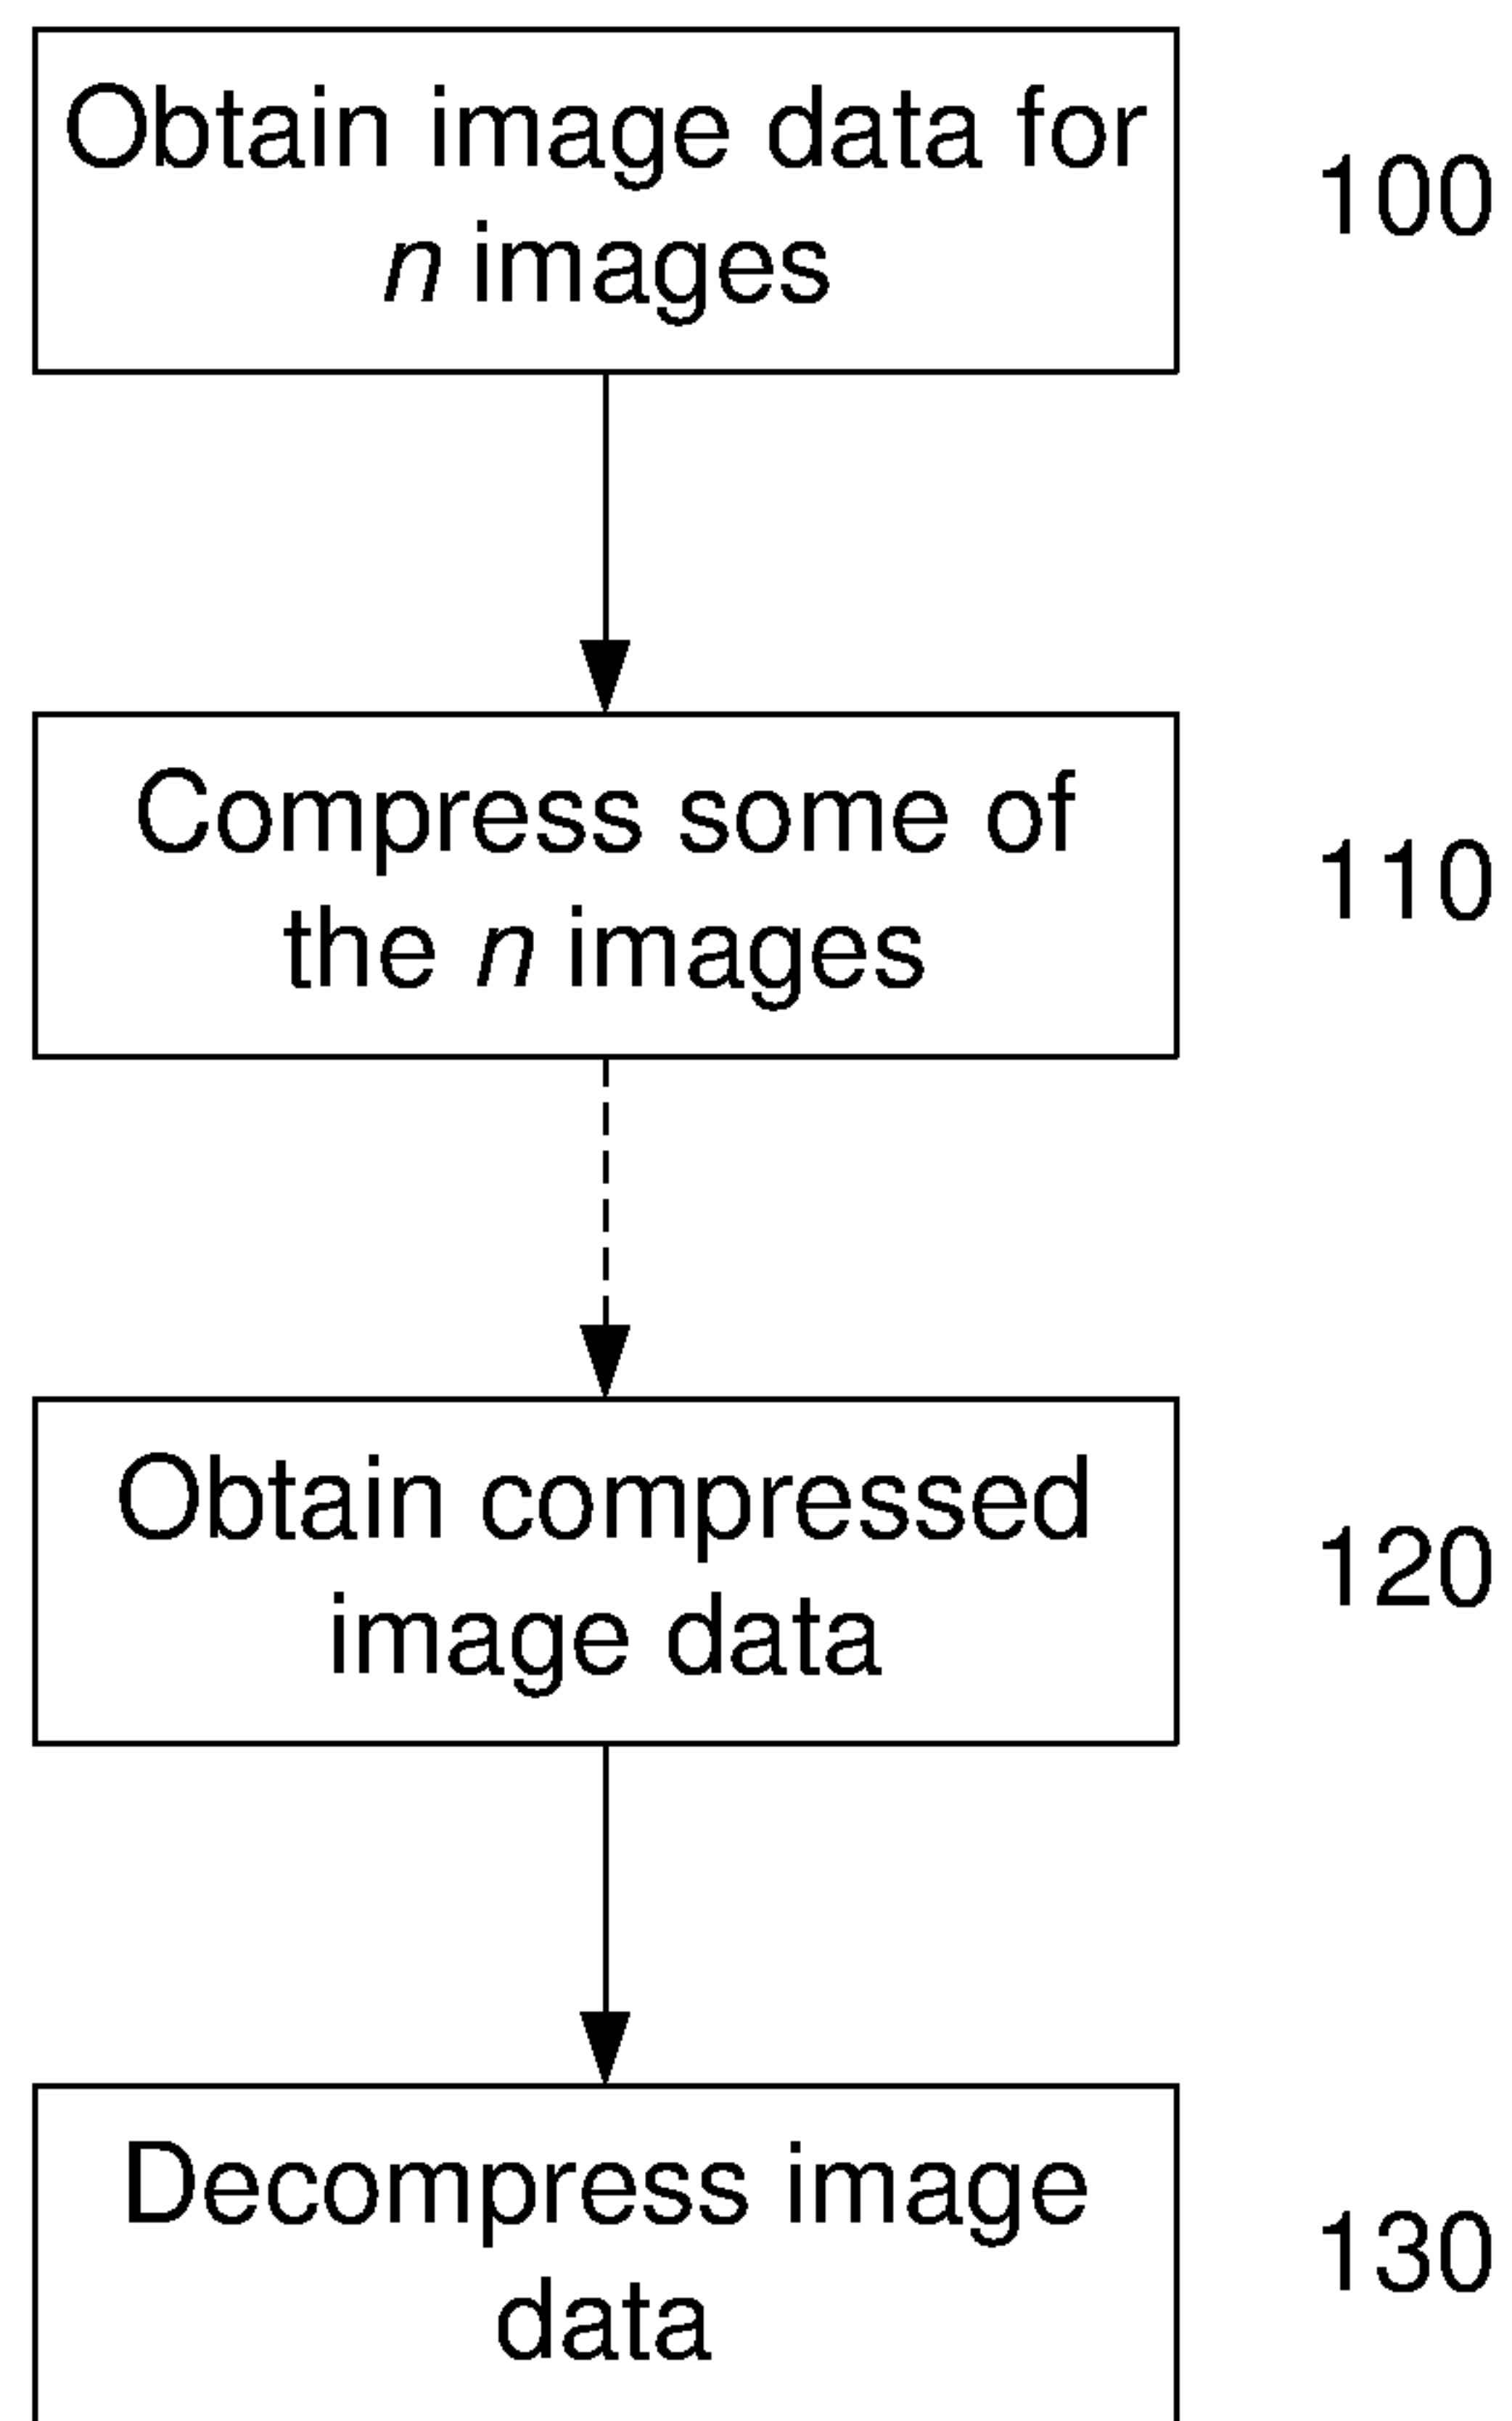 Obtain image data for
n images
100
Compress some of
the n images
110
Obtain compressed
image data
120
Decompress image
data
130